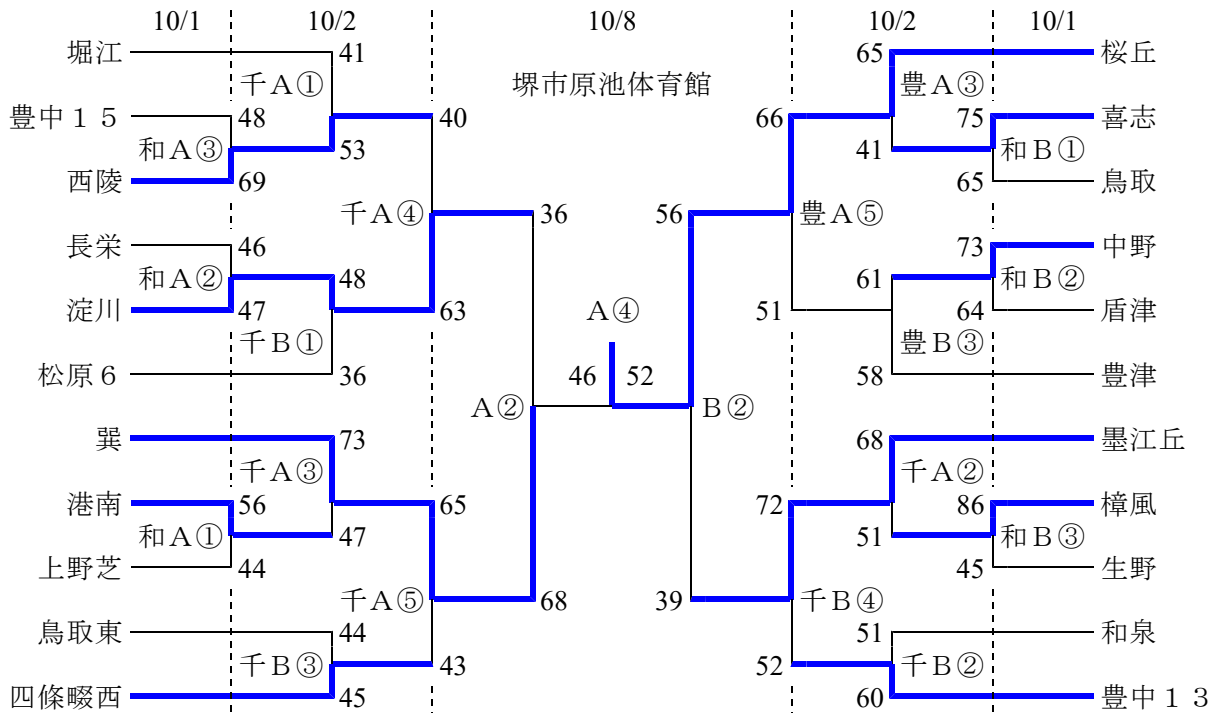 10/1 10/2 10/8 10/2 10/1
堀江 41 65 桜丘
千A① 堺市原池体育館 豊A③
豊中１５ 48 40 66 75 喜志
和A③ 53 41 和B①
西陵 69 65 鳥取
千A④ 36 56 豊A⑤
長栄 46 73 中野
和A② 48 61 和B②
淀川 47 63 A④ 51 64 盾津
千B① 豊B③
松原６ 36 46 52 58 豊津
A② B②
巽 73 68 墨江丘
千A③ 千A②
港南 56 65 72 86 樟風
和A① 47 51 和B③
上野芝 44 45 生野
千A⑤ 68 39 千B④
鳥取東 44 51 和泉
千B③ 43 52 千B②
四條畷西 45 60 豊中１３